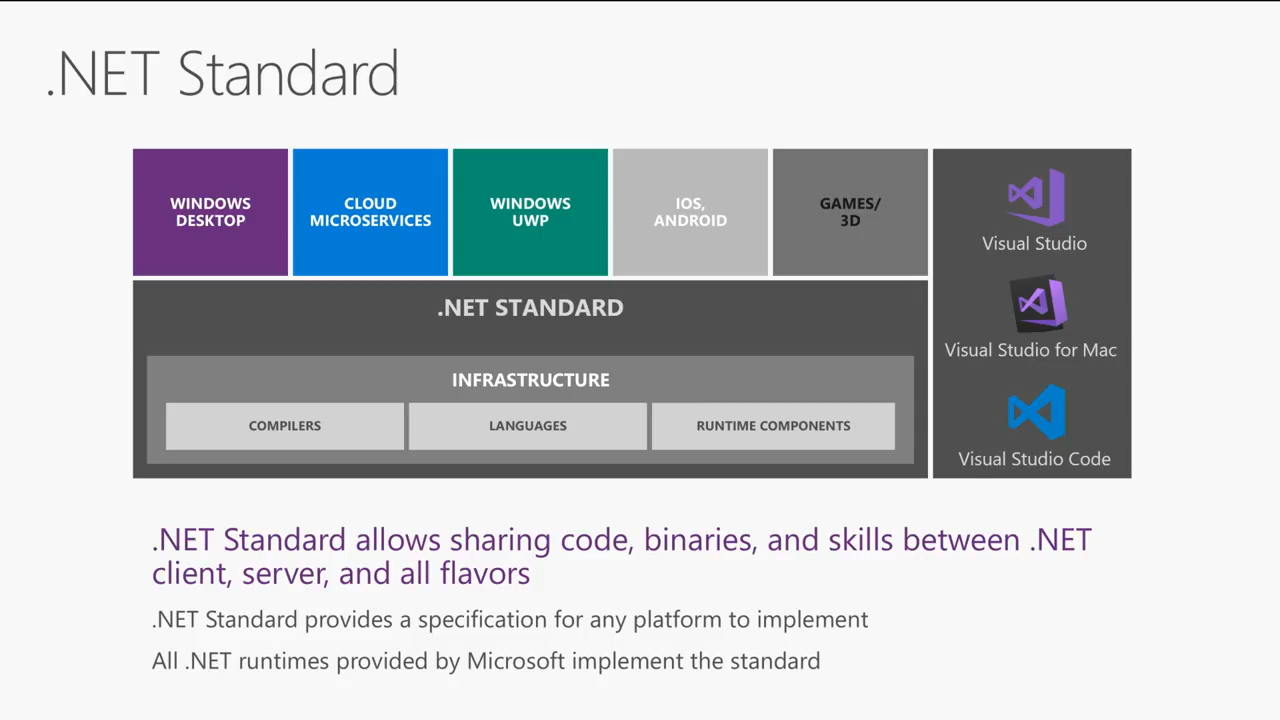 .NET Standard
WINDOWS
DESKTOP
CLOUD
MICROSERVICES
WINDOWS
UWP
IOS,
ANDROID
GAMES/
3D
Visual Studio
Visual Studio for Mac
Visual Studio Code
.NET STANDARD
INFRASTRUCTURE
COMPILERS
LANGUAGES
RUNTIME COMPONENTS
.NET Standard allows sharing code, binaries, and skills between .NET
client, server, and all flavors
.NET Standard provides a specification for any platform to implement
All .NET runtimes provided by Microsoft implement the standard